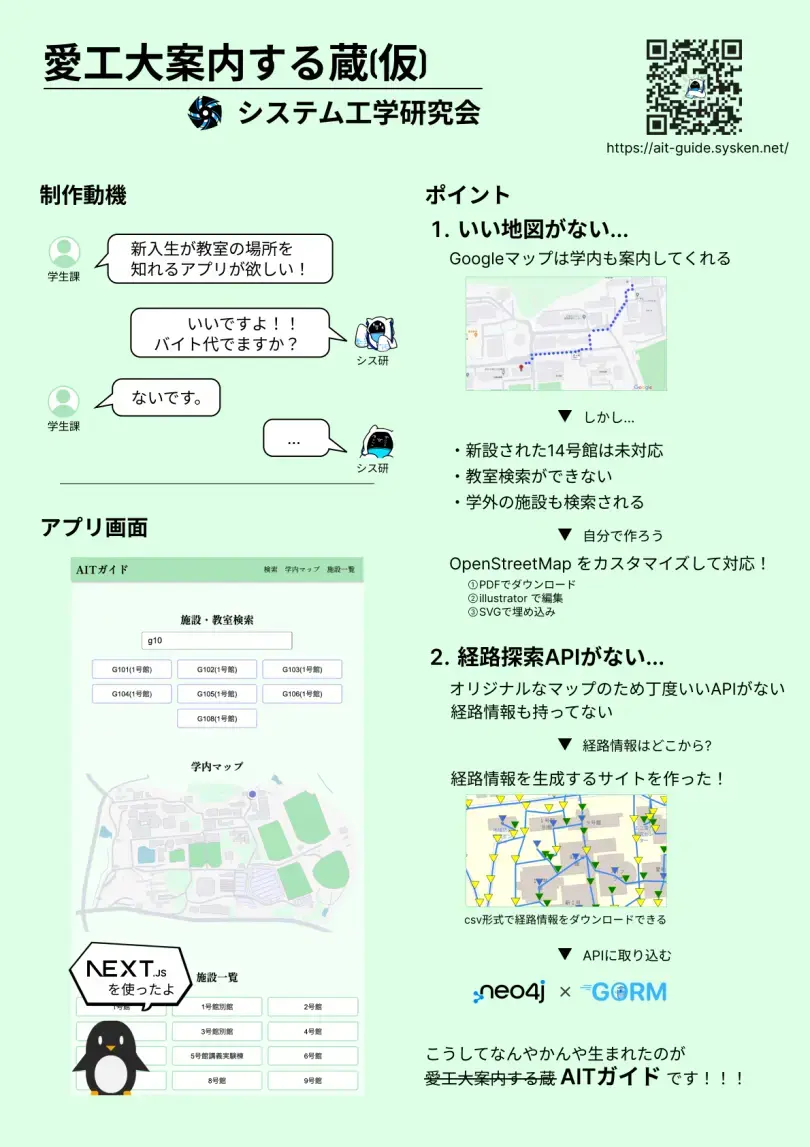 愛工大案内する蔵(仮)
システム工学研究会
https://ait-guide.sysken.net/
制作動機
学生課
新入生が教室の場所を
知れるアプリが欲しい！
いいですよ！！
バイト代でますか？
シス研
学生課
ないです。
...
シス研
アプリ画面
AITガイド
検索 学内マップ 施設一覧
施設・教室検索
g10
G101(1号館) G102(1号館) G103(1号館)
G104(1号館) G105(1号館) G106(1号館)
G108(1号館)
学内マップ
NEXT.JS
を使ったよ
施設一覧
1号館 1号館別館 2号館
3号館別館 4号館
5号館講義実験棟 6号館
8号館 9号館
ポイント
1. いい地図がない...
Googleマップは学内も案内してくれる
Google
▼ しかし...
・新設された14号館は未対応
・教室検索ができない
・学外の施設も検索される
▼ 自分で作ろう
OpenStreetMap をカスタマイズして対応！
①PDFでダウンロード
②illustrator で編集
③SVGで埋め込み
2. 経路探索APIがない...
オリジナルなマップのため丁度いいAPIがない
経路情報も持ってない
▼ 経路情報はどこから?
経路情報を生成するサイトを作った！
csv形式で経路情報をダウンロードできる
▼ APIに取り込む
neo4j × GORM
こうしてなんやかんや生まれたのが
愛工大案内する蔵 AITガイド です！！！